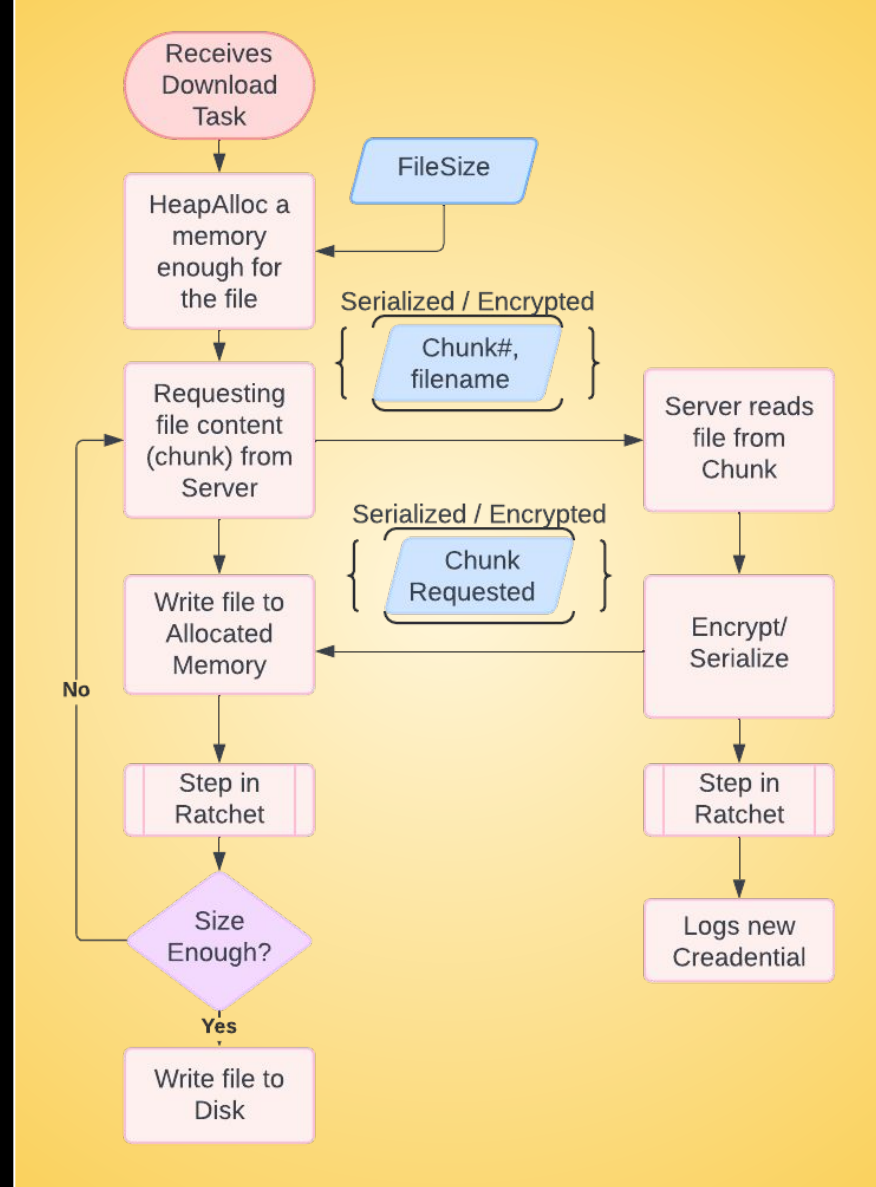 Receives
Download
Task
FileSize
HeapAlloc a
memory
enough for
the file
Serialized / Encrypted
Chunk#,
filename
Requesting
file content
(chunk) from
Server
Server reads
file from
Chunk
Serialized / Encrypted
Chunk
Requested
Write file to
Allocated
Memory
Encrypt/
Serialize
No
Step in
Ratchet
Step in
Ratchet
Size
Enough?
Logs new
Creadential
Yes
Write file to
Disk